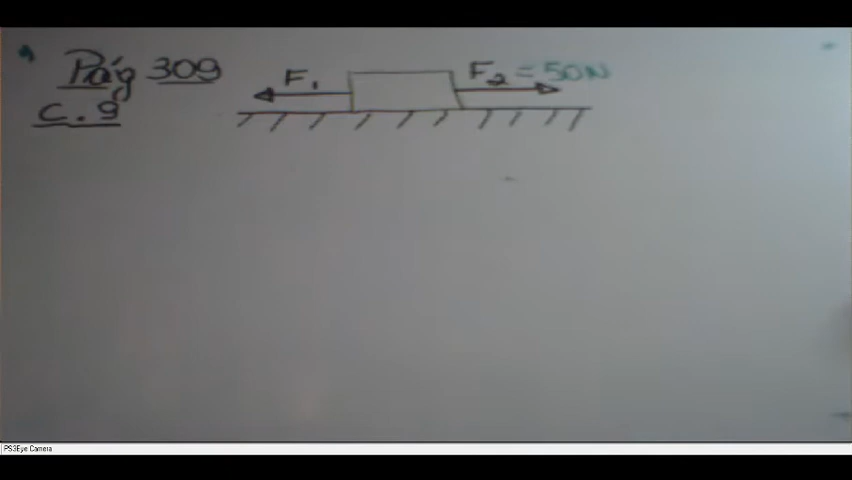 Pág 309
C. 9
F₁
F₂ = 50N
PS3Eye Camera